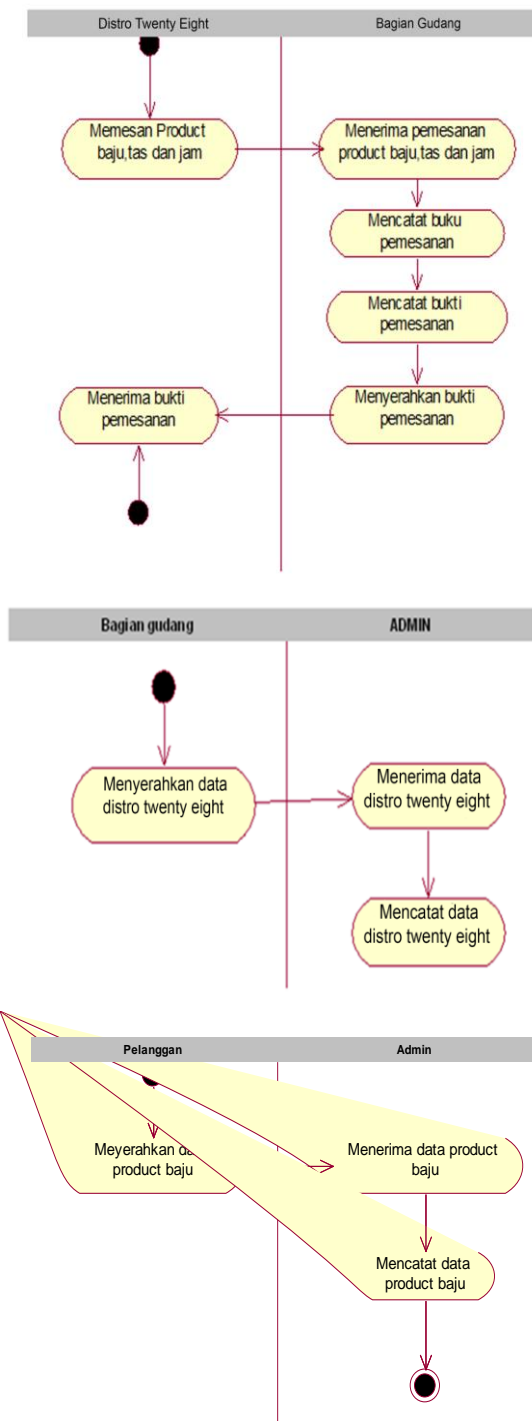 Distro Twenty Eight
Bagian Gudang
Memesan Product
baju,tas dan jam
Menerima pemesanan
product baju,tas dan jam
Mencatat buku
pemesanan
Mencatat bukti
pemesanan
Menyerahkan bukti
pemesanan
Menerima bukti
pemesanan
Bagian gudang
ADMIN
Menyerahkan data
distro twenty eight
Menerima data
distro twenty eight
Mencatat data
distro twenty eight
Pelanggan
Admin
Meyerahkan da
product baju
Menerima data product
baju
Mencatat data
product baju